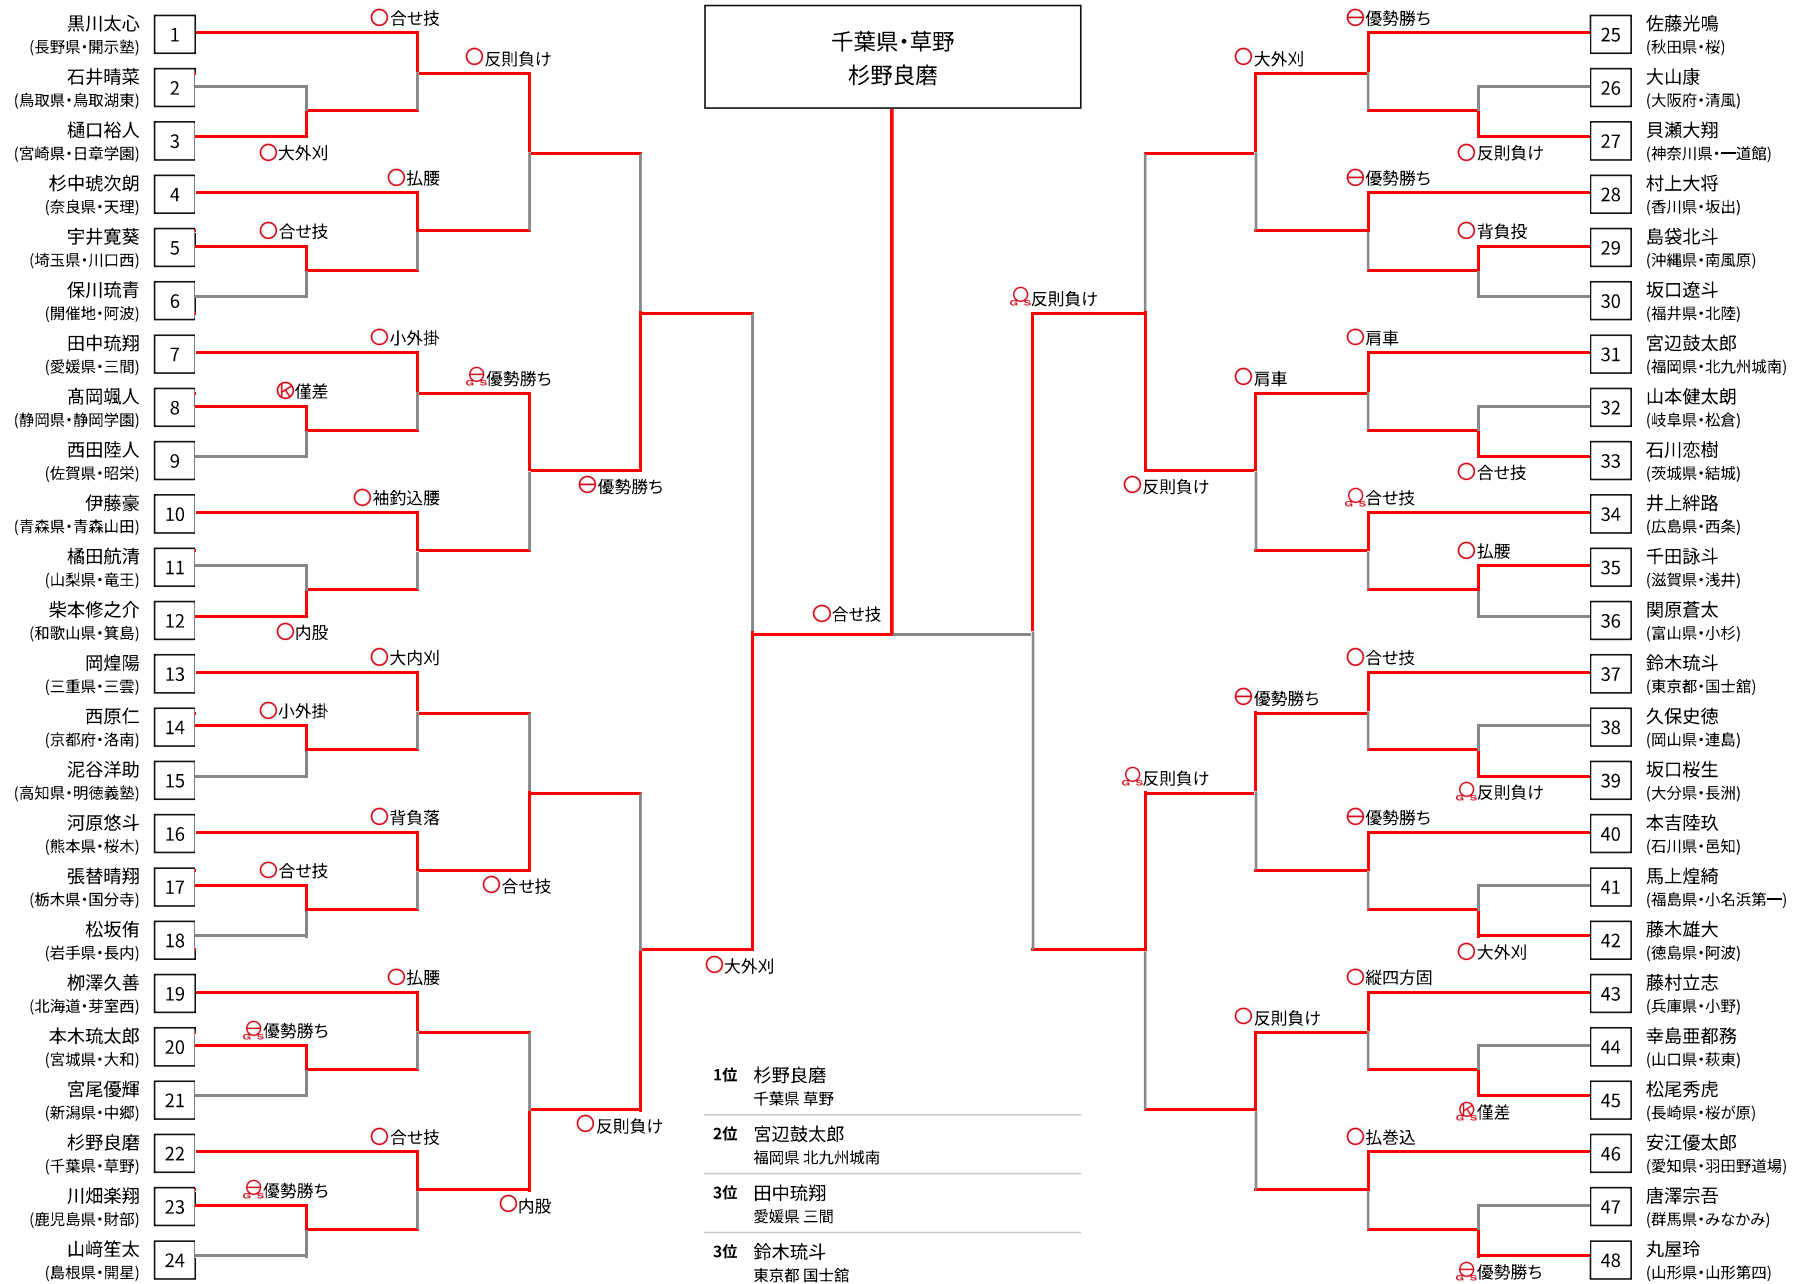 千葉県・草野
杉野良磨
黒川太心
(長野県・開示塾)
1
石井晴菜
(鳥取県・鳥取湖東)
2
樋口裕人
(宮崎県・日章学園)
3
杉中琥次朗
(奈良県・天理)
4
宇井寛葵
(埼玉県・川口西)
5
保川琉青
(開催地・阿波)
6
田中琉翔
(愛媛県・三間)
7
髙岡颯人
(静岡県・静岡学園)
8
西田陸人
(佐賀県・昭栄)
9
伊藤豪
(青森県・青森山田)
10
橘田航清
(山梨県・竜王)
11
柴本修之介
(和歌山県・箕島)
12
岡煌陽
(三重県・三雲)
13
西原仁
(京都府・洛南)
14
泥谷洋助
(高知県・明徳義塾)
15
河原悠斗
(熊本県・桜木)
16
張替晴翔
(栃木県・国分寺)
17
松坂侑
(岩手県・長内)
18
栁澤久善
(北海道・芽室西)
19
本木琉太郎
(宮城県・大和)
20
宮尾優輝
(新潟県・中郷)
21
杉野良磨
(千葉県・草野)
22
川畑楽翔
(鹿児島県・財部)
23
山﨑笙太
(島根県・開星)
24
合せ技
大外刈
払腰
合せ技
小外掛
K 僅差
袖釣込腰
内股
大内刈
小外掛
背負落
合せ技
払腰
GS 優勢勝ち
合せ技
GS 優勢勝ち
反則負け
GS 優勢勝ち
合せ技
内股
優勢勝ち
反則負け
大外刈
合せ技
GS 反則負け
反則負け
GS 反則負け
大外刈
肩車
優勢勝ち
反則負け
優勢勝ち
反則負け
優勢勝ち
背負投
肩車
合せ技
GS 合せ技
払腰
合せ技
GS 反則負け
優勢勝ち
大外刈
縦四方固
GS K 僅差
払巻込
GS 優勢勝ち
25
佐藤光鳴
(秋田県・桜)
26
大山康
(大阪府・清風)
27
貝瀬大翔
(神奈川県・一道館)
28
村上大将
(香川県・坂出)
29
島袋北斗
(沖縄県・南風原)
30
坂口遼斗
(福井県・北陸)
31
宮辺鼓太郎
(福岡県・北九州城南)
32
山本健太朗
(岐阜県・松倉)
33
石川恋樹
(茨城県・結城)
34
井上絆路
(広島県・西条)
35
千田詠斗
(滋賀県・浅井)
36
関原蒼太
(富山県・小杉)
37
鈴木琉斗
(東京都・国士舘)
38
久保史徳
(岡山県・連島)
39
坂口桜生
(大分県・長洲)
40
本吉陸玖
(石川県・邑知)
41
馬上煌綺
(福島県・小名浜第一)
42
藤木雄大
(徳島県・阿波)
43
藤村立志
(兵庫県・小野)
44
幸島亜都務
(山口県・萩東)
45
松尾秀虎
(長崎県・桜が原)
46
安江優太郎
(愛知県・羽田野道場)
47
唐澤宗吾
(群馬県・みなかみ)
48
丸屋玲
(山形県・山形第四)
1位 杉野良磨
千葉県 草野
2位 宮辺鼓太郎
福岡県 北九州城南
3位 田中琉翔
愛媛県 三間
3位 鈴木琉斗
東京都 国士舘